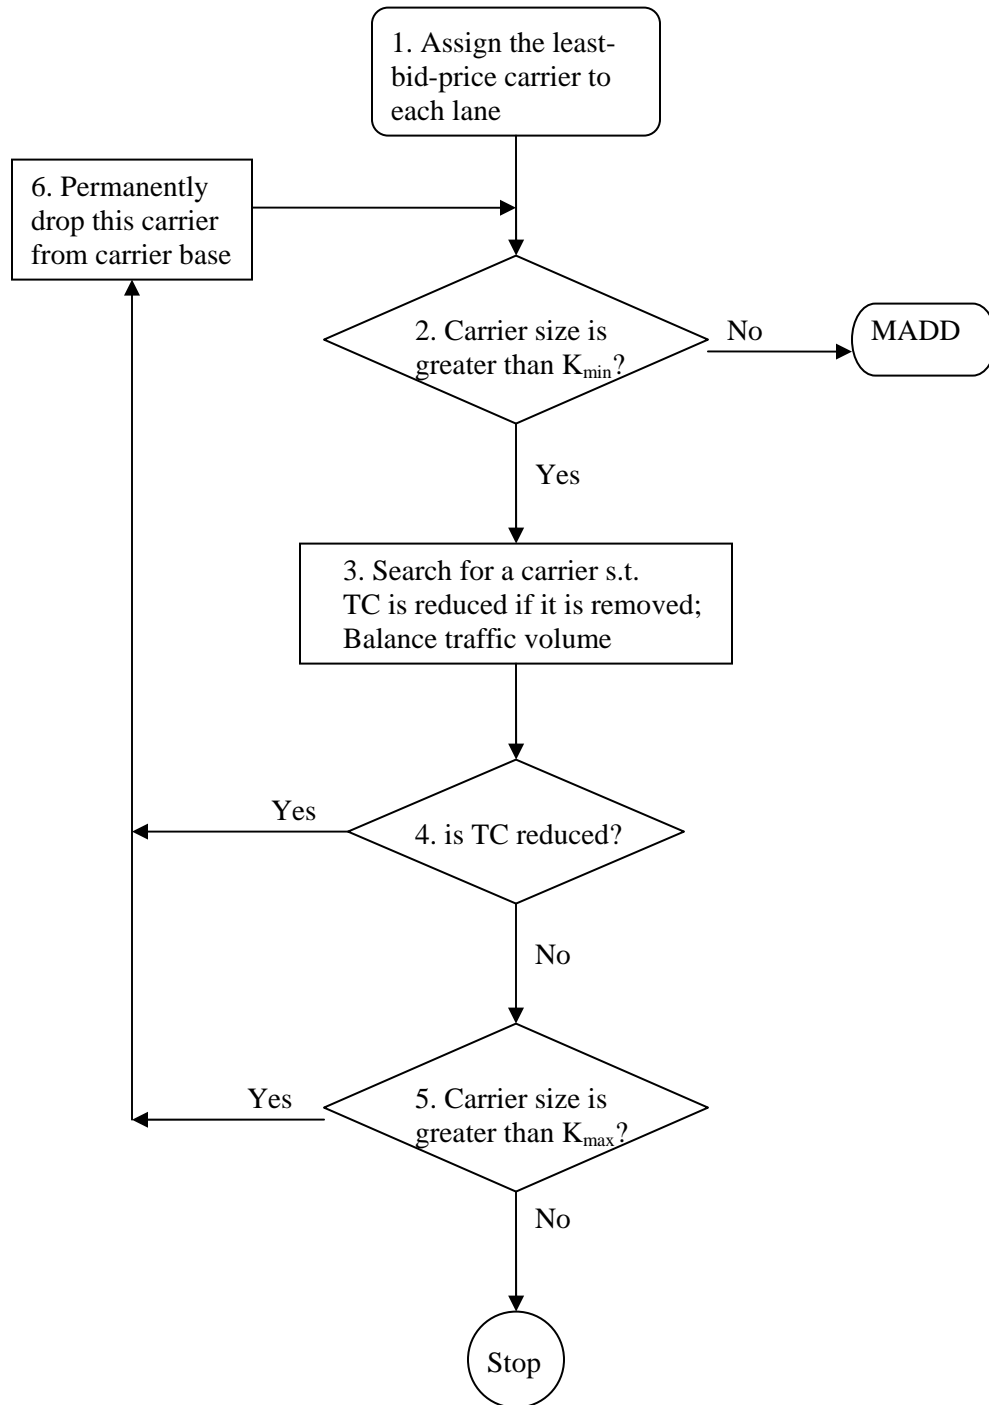 1. Assign the least-
bid-price carrier to
each lane
6. Permanently
drop this carrier
from carrier base
2. Carrier size is
greater than Kmin?
No
MADD
Yes
3. Search for a carrier s.t.
TC is reduced if it is removed;
Balance traffic volume
Yes
4. is TC reduced?
No
Yes
5. Carrier size is
greater than Kmax?
No
Stop